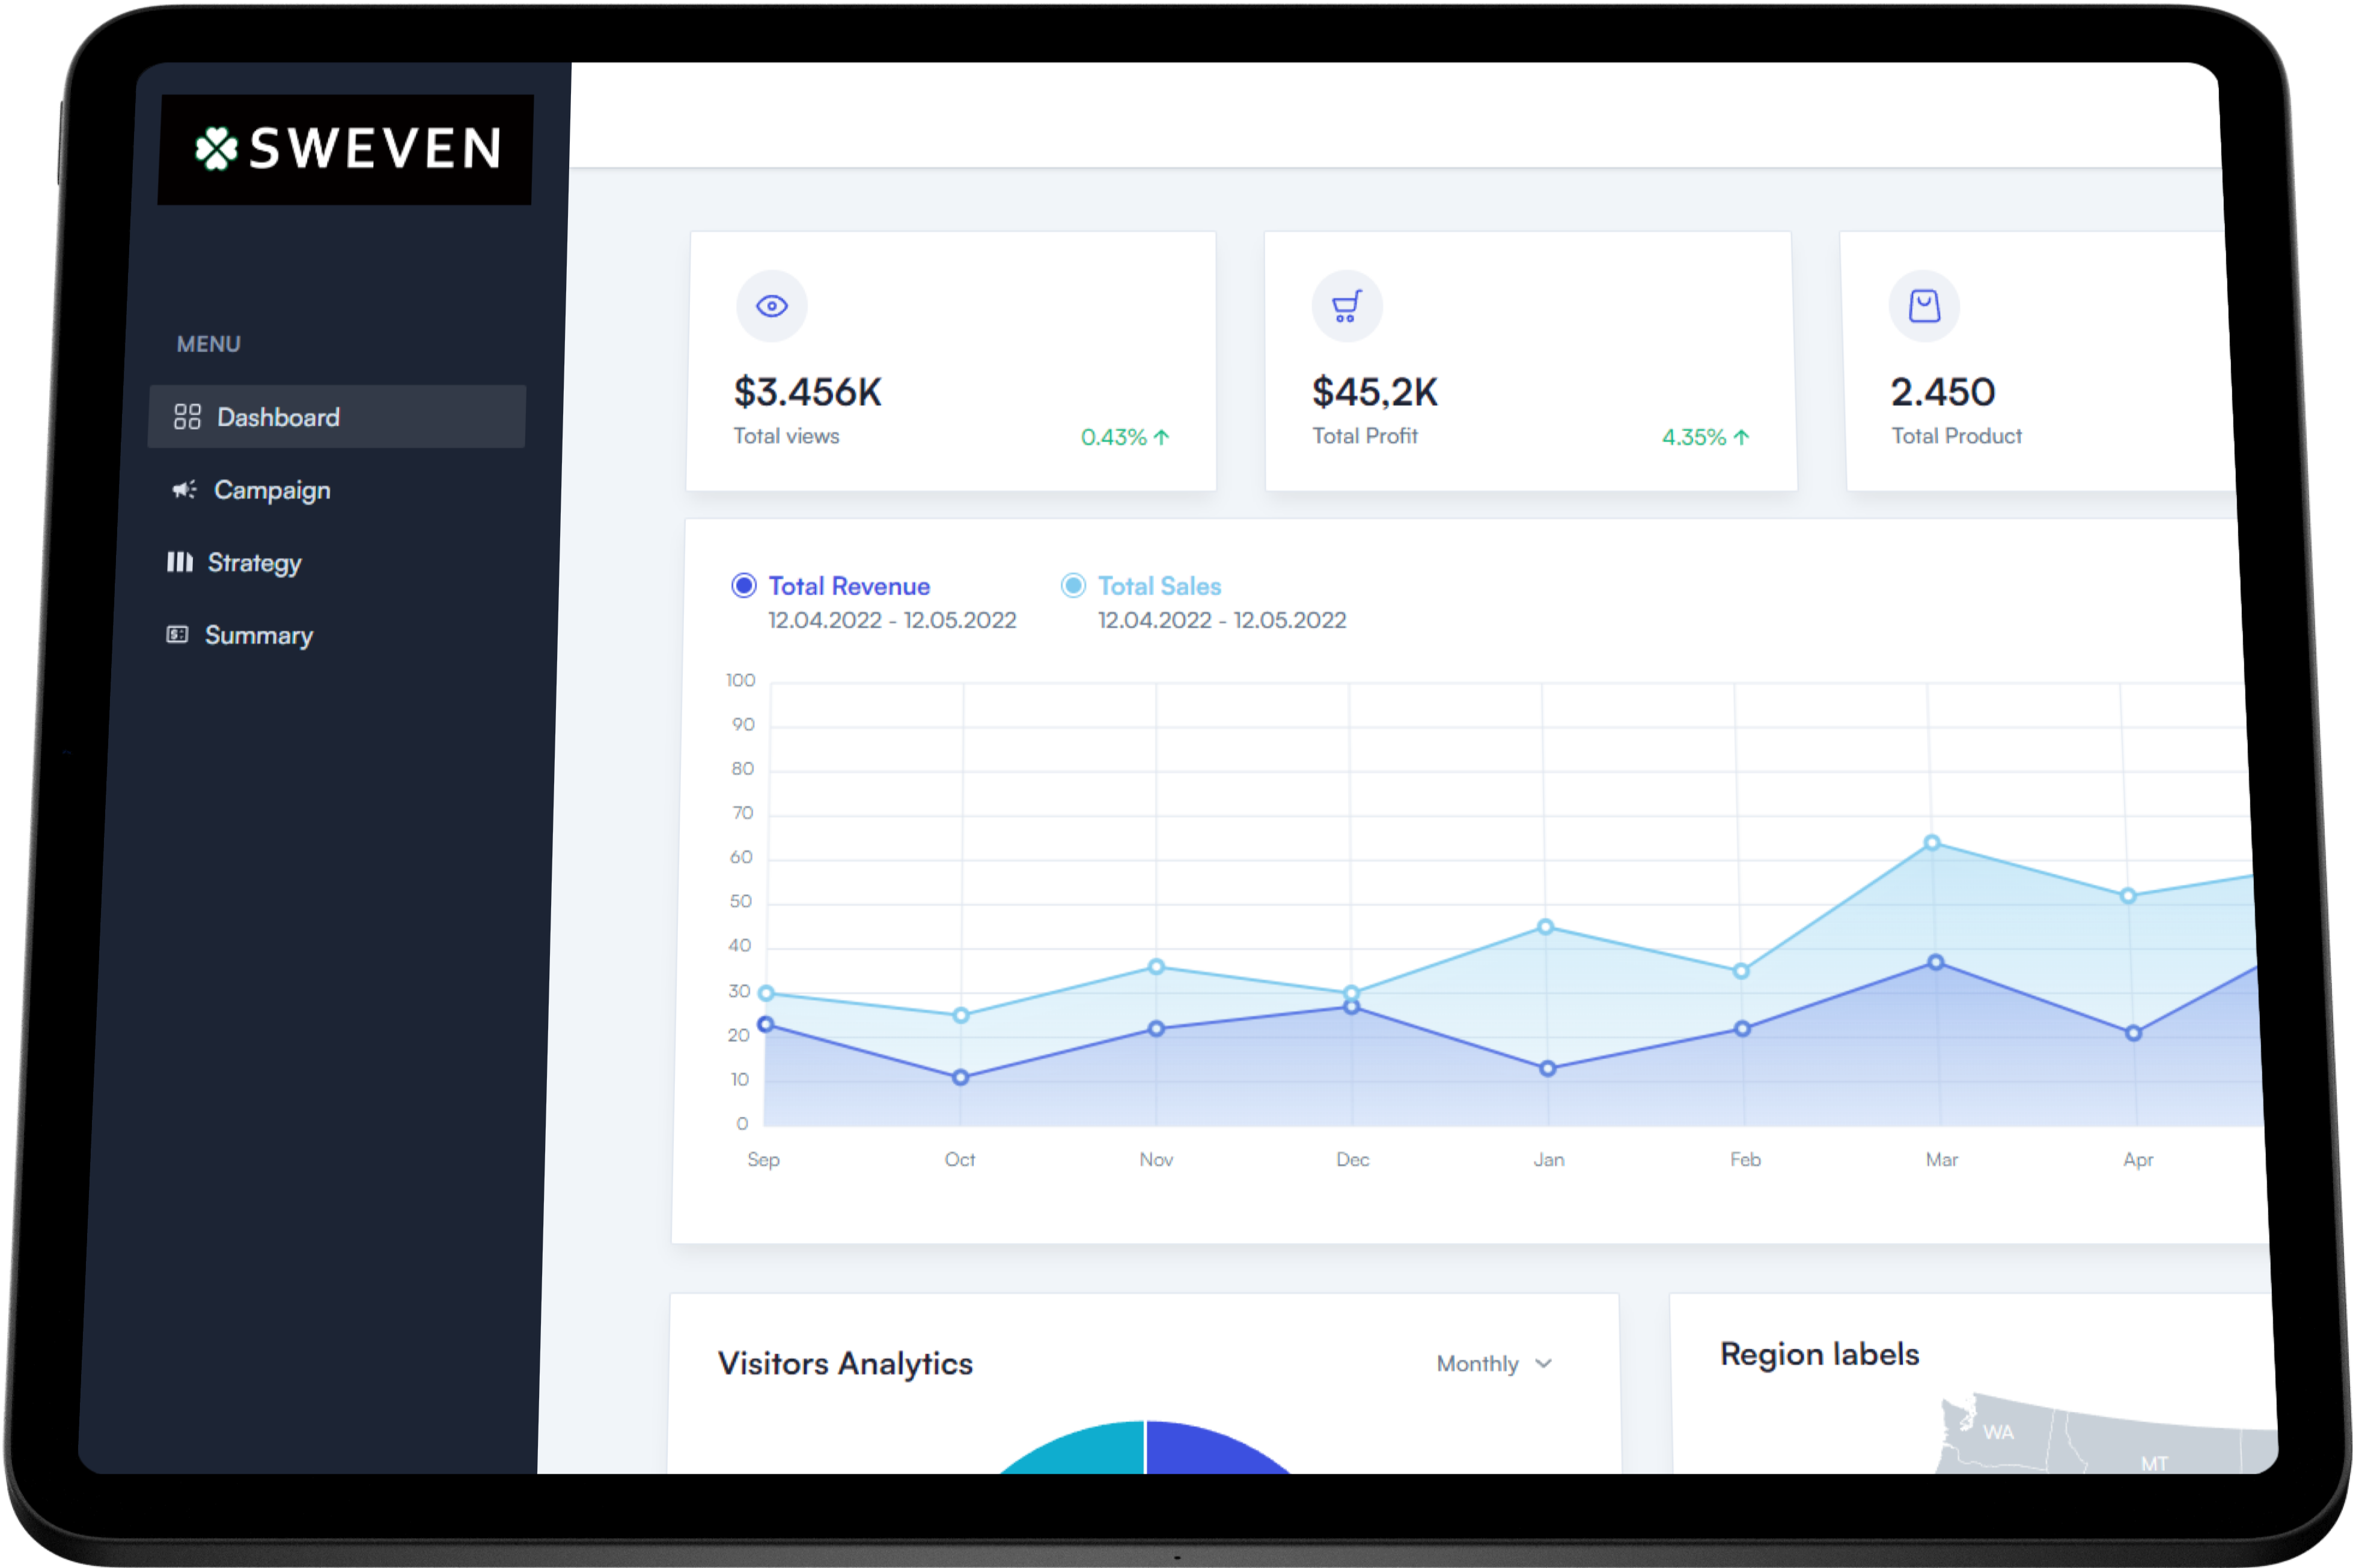 SWEVEN
MENU
Dashboard
Campaign
Strategy
Summary
$3.456K
Total views
0.43%
$45,2K
Total Profit
4.35%
2.450
Total Product
Total Revenue
12.04.2022 - 12.05.2022
Total Sales
12.04.2022 - 12.05.2022
100
90
80
70
60
50
40
30
20
10
0
Sep Oct Nov Dec Jan Feb Mar Apr
Visitors Analytics
Monthly
Region labels
WA
MT